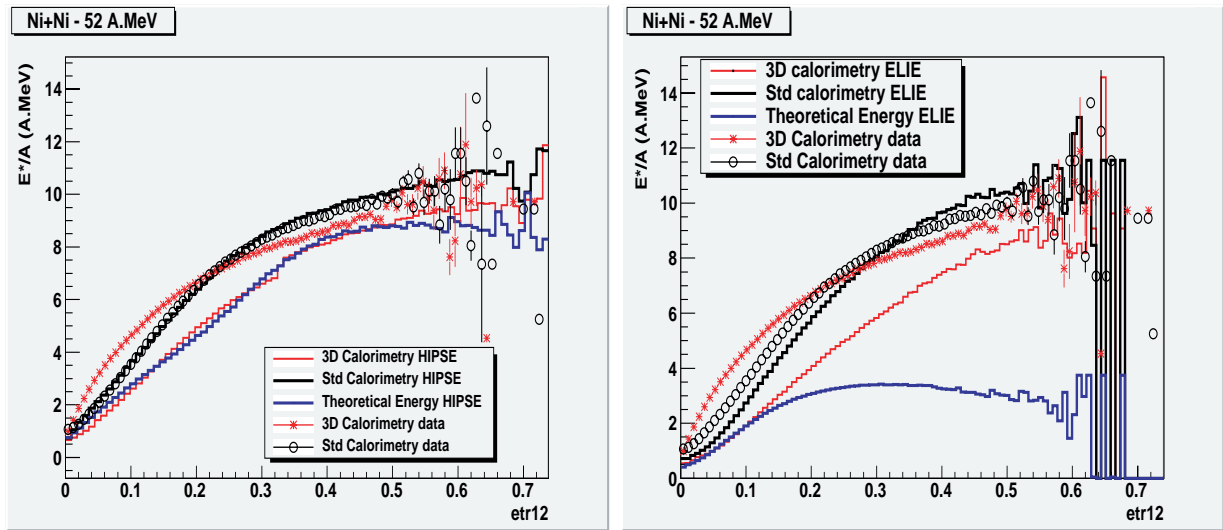 Ni+Ni - 52 A.MeV
E*/A (A.MeV)
14
12
10
8
6
4
2
0
3D Calorimetry HIPSE
Std Calorimetry HIPSE
Theoretical Energy HIPSE
3D Calorimetry data
Std Calorimetry data
0 0.1 0.2 0.3 0.4 0.5 0.6 0.7
etr12
Ni+Ni - 52 A.MeV
E*/A (A.MeV)
3D calorimetry ELIE
Std calorimetry ELIE
Theoretical Energy ELIE
3D Calorimetry data
Std Calorimetry data
14
12
10
8
6
4
2
0
0 0.1 0.2 0.3 0.4 0.5 0.6 0.7
etr12